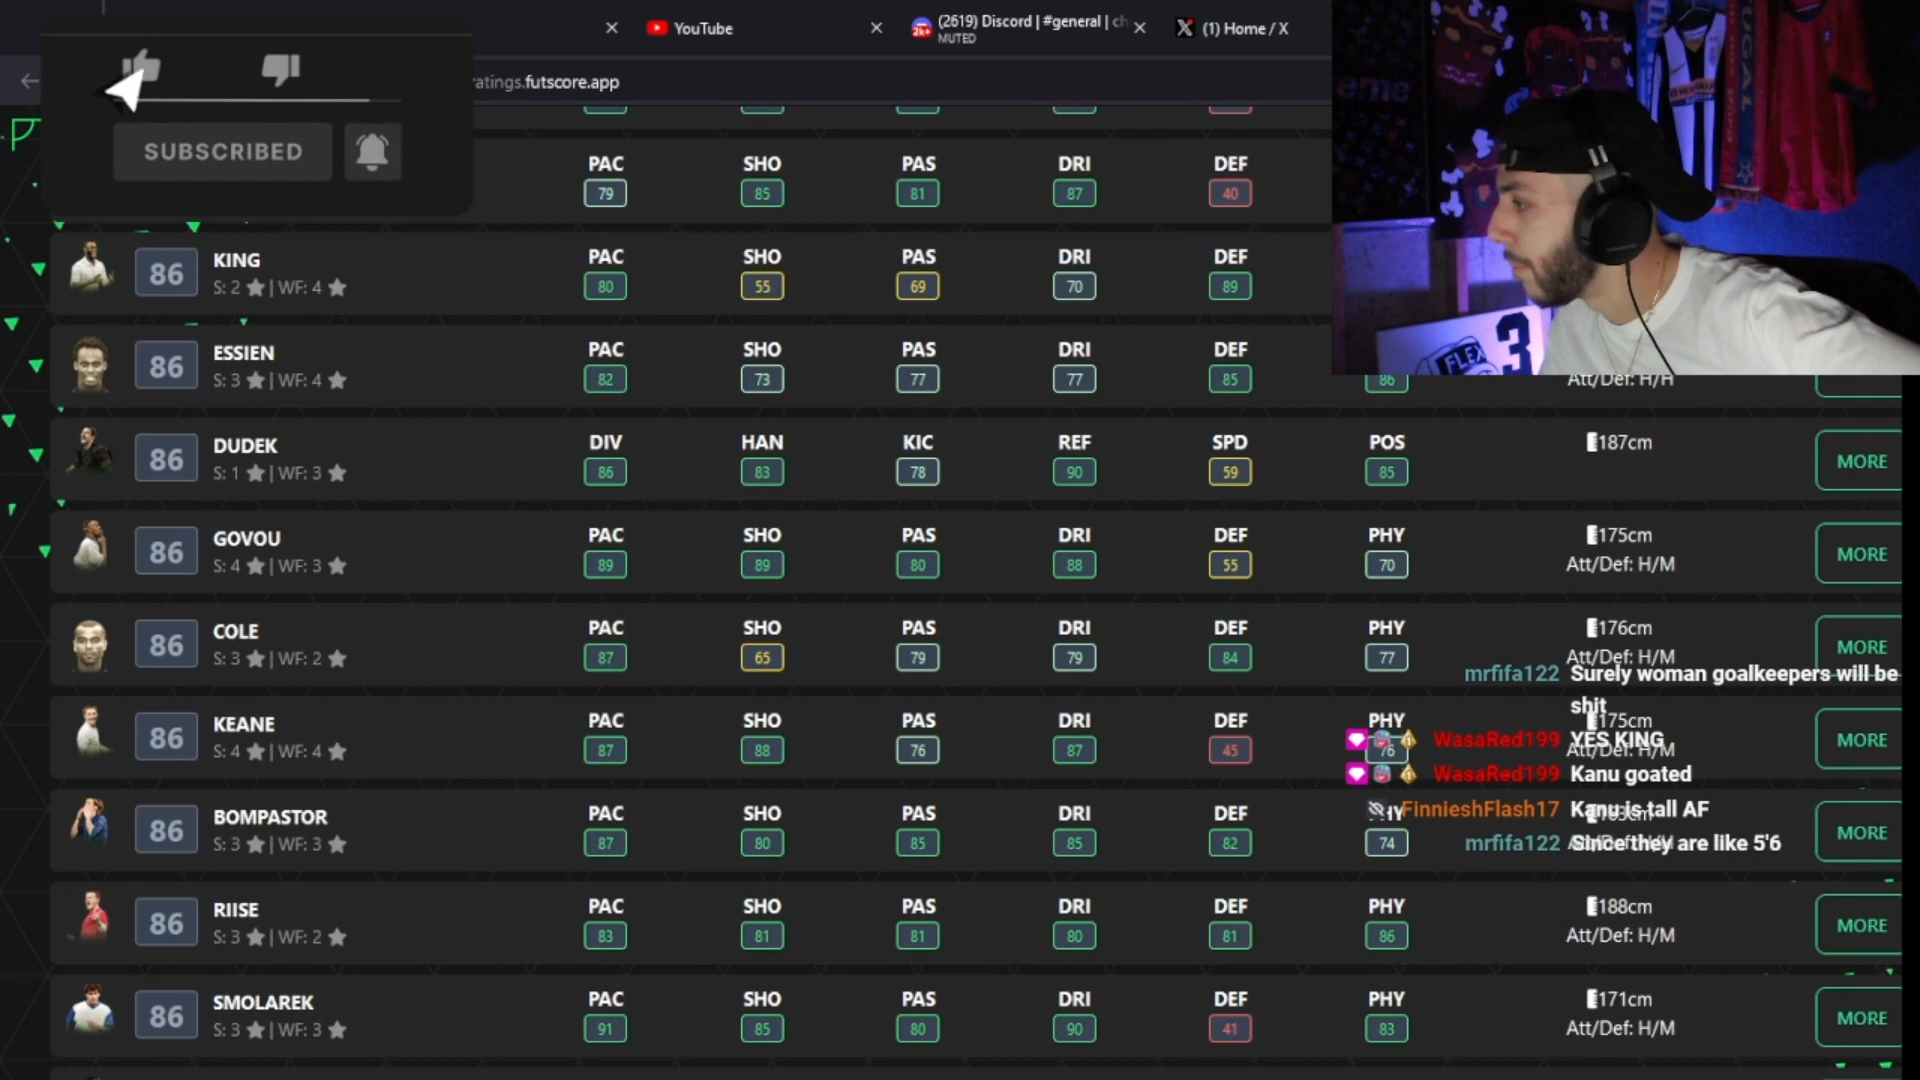 YouTube
(2619) Discord | #general | ch
MUTED
(1) Home / X
ratings.futscore.app
SUBSCRIBED
PAC SHO PAS DRI DEF
79 85 81 87 40
86 KING PAC SHO PAS DRI DEF
S: 2 ★ | WF: 4 ★ 80 55 69 70 89
86 ESSIEN PAC SHO PAS DRI DEF
S: 3 ★ | WF: 4 ★ 82 73 77 77 85 86 Att/Def: H/H
86 DUDEK DIV HAN KIC REF SPD POS 187cm MORE
S: 1 ★ | WF: 3 ★ 86 83 78 90 59 85
86 GOVOU PAC SHO PAS DRI DEF PHY 175cm MORE
S: 4 ★ | WF: 3 ★ 89 89 80 88 55 70 Att/Def: H/M
86 COLE PAC SHO PAS DRI DEF PHY 176cm MORE
S: 3 ★ | WF: 2 ★ 87 65 79 79 84 77 Att/Def: H/M
mrfifa122 Surely woman goalkeepers will be
shit
86 KEANE PAC SHO PAS DRI DEF PHY 175cm MORE
S: 4 ★ | WF: 4 ★ 87 88 76 87 45 76 Att/Def: H/M
WasaRed199 YES KING
WasaRed199 Kanu goated
86 BOMPASTOR PAC SHO PAS DRI DEF MORE
S: 3 ★ | WF: 3 ★ 87 80 85 85 82 74
FinnieshFlash17 Kanu is tall AF
mrfifa122 Since they are like 5'6
86 RIISE PAC SHO PAS DRI DEF PHY 188cm MORE
S: 3 ★ | WF: 2 ★ 83 81 81 80 81 86 Att/Def: H/M
86 SMOLAREK PAC SHO PAS DRI DEF PHY 171cm MORE
S: 3 ★ | WF: 3 ★ 91 85 80 90 41 83 Att/Def: H/M
FLEX
3